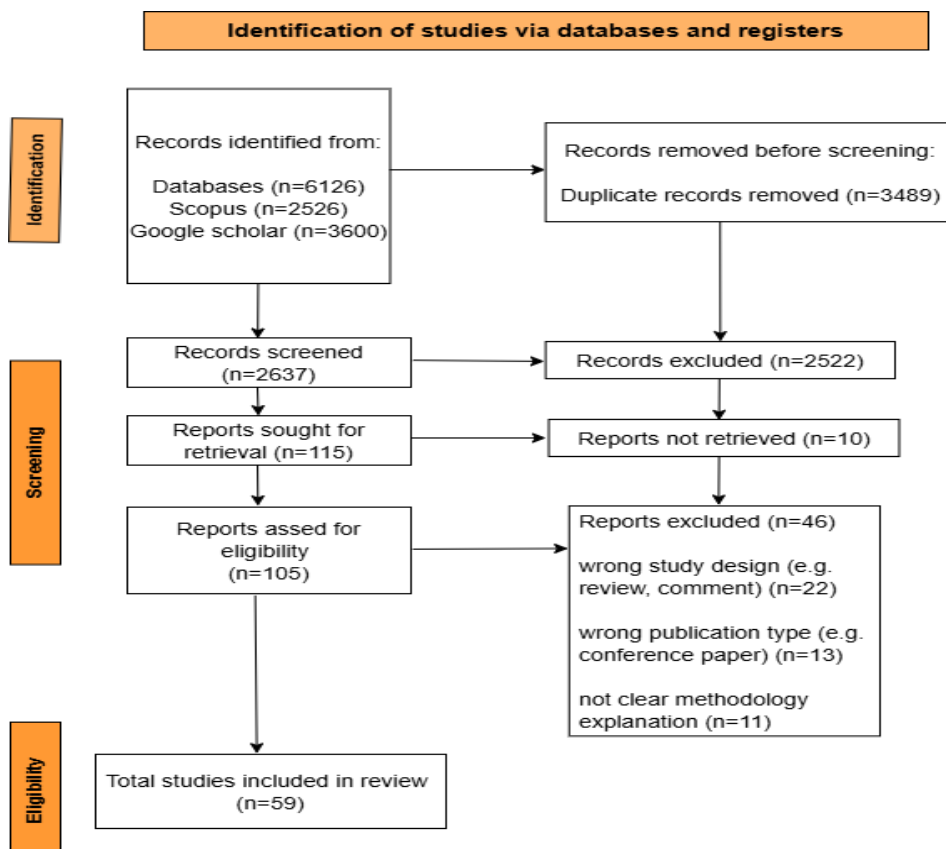 Identification of studies via databases and registers
Identification
Records identified from:
Databases (n=6126)
Scopus (n=2526)
Google scholar (n=3600)
Records removed before screening:
Duplicate records removed (n=3489)
Screening
Records screened
(n=2637)
Records excluded (n=2522)
Reports sought for
retrieval (n=115)
Reports not retrieved (n=10)
Reports assed for
eligibility
(n=105)
Reports excluded (n=46)
wrong study design (e.g.
review, comment) (n=22)
wrong publication type (e.g.
conference paper) (n=13)
not clear methodology
explanation (n=11)
Eligibility
Total studies included in review
(n=59)